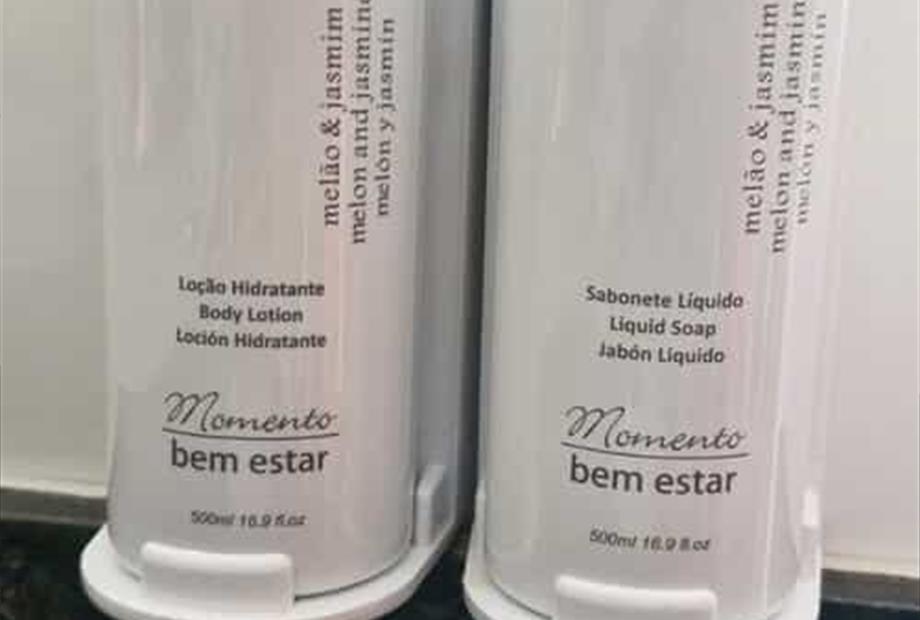 melão & jasmim
melon and jasmine
melón y jasmín
Loção Hidratante
Body Lotion
Loción Hidratante
Momento
bem estar
500ml 16.9 fl.oz
melão & jasmim
melon and jasmin
melón y jasmín
Sabonete Líquido
Liquid Soap
Jabón Líquido
Momento
bem estar
500ml 16.9 fl.oz